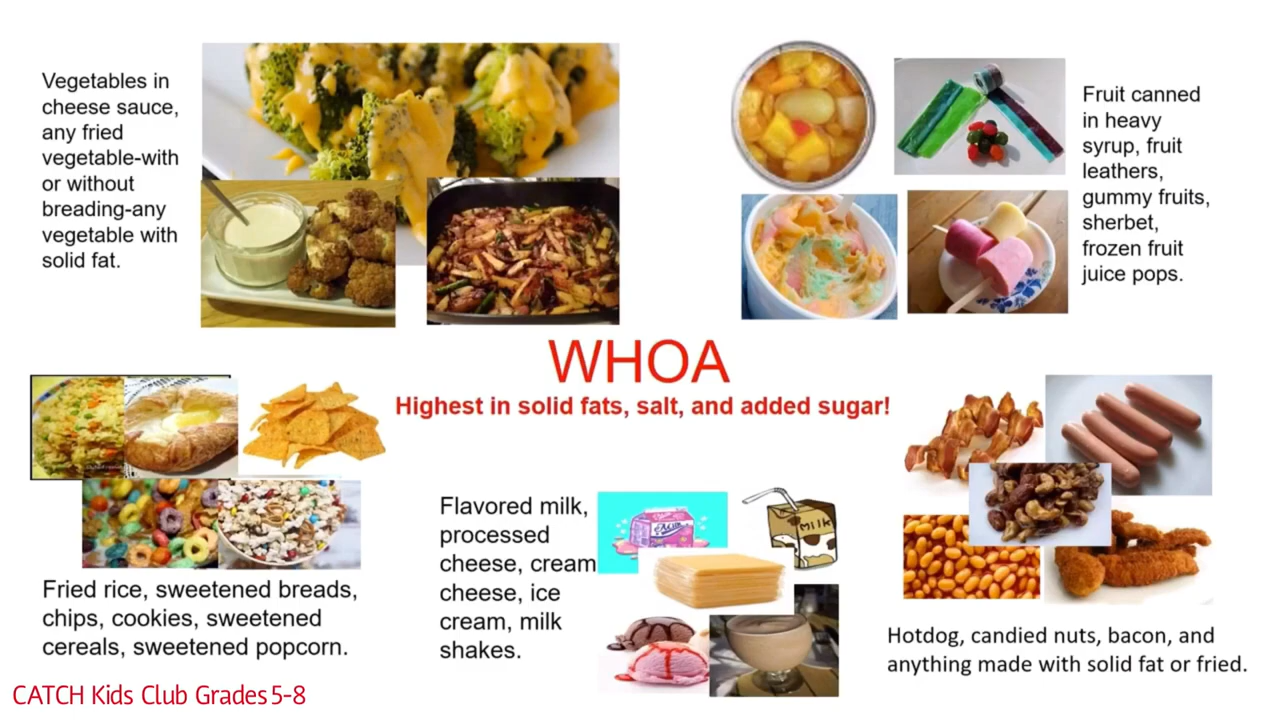 Vegetables in
cheese sauce,
any fried
vegetable-with
or without
breading-any
vegetable with
solid fat.
Fruit canned
in heavy
syrup, fruit
leathers,
gummy fruits,
sherbet,
frozen fruit
juice pops.
WHOA
Highest in solid fats, salt, and added sugar!
Fried rice, sweetened breads,
chips, cookies, sweetened
cereals, sweetened popcorn.
Flavored milk,
processed
cheese, cream
cheese, ice
cream, milk
shakes.
MILK
Hotdog, candied nuts, bacon, and
anything made with solid fat or fried.
CATCH Kids Club Grades 5-8